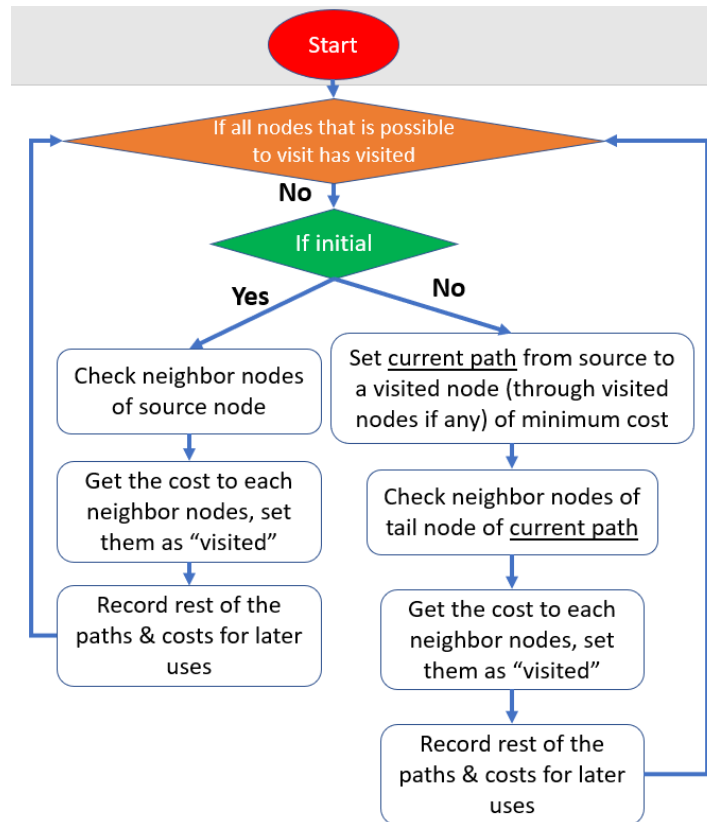 Start
If all nodes that is possible
to visit has visited
No
If initial
Yes
No
Check neighbor nodes
of source node
Set current path from source to
a visited node (through visited
nodes if any) of minimum cost
Get the cost to each
neighbor nodes, set
them as “visited”
Check neighbor nodes of
tail node of current path
Record rest of the
paths & costs for later
uses
Get the cost to each
neighbor nodes, set
them as “visited”
Record rest of the
paths & costs for later
uses